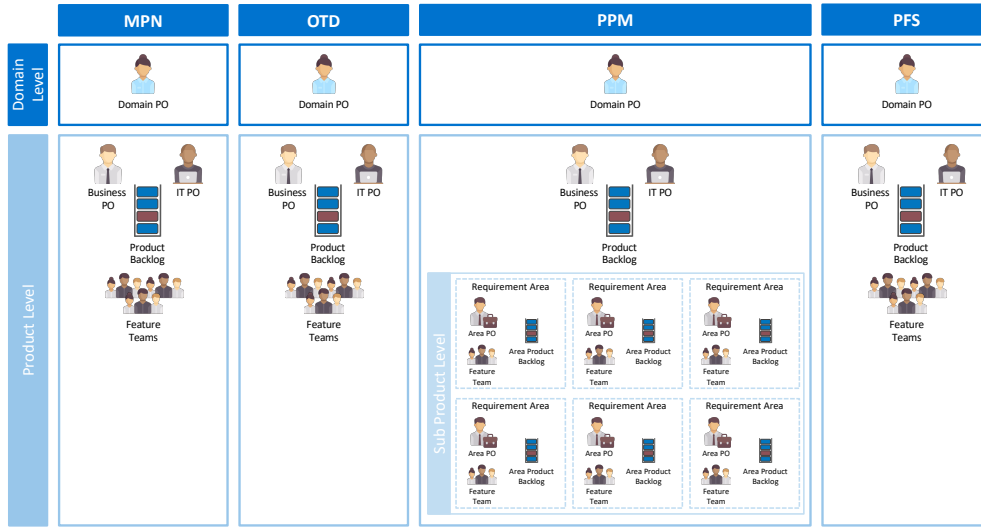 MPN
OTD
PPM
PFS
Domain
Level
Domain PO
Domain PO
Domain PO
Domain PO
Product Level
Business
PO
IT PO
Product
Backlog
Feature
Teams
Business
PO
IT PO
Product
Backlog
Feature
Teams
Business
PO
IT PO
Product
Backlog
Sub Product Level
Requirement Area
Area PO
Area Product
Backlog
Feature
Team
Requirement Area
Area PO
Area Product
Backlog
Feature
Team
Requirement Area
Area PO
Area Product
Backlog
Feature
Team
Requirement Area
Area PO
Area Product
Backlog
Feature
Team
Requirement Area
Area PO
Area Product
Backlog
Feature
Team
Requirement Area
Area PO
Area Product
Backlog
Feature
Team
Business
PO
IT PO
Product
Backlog
Feature
Teams